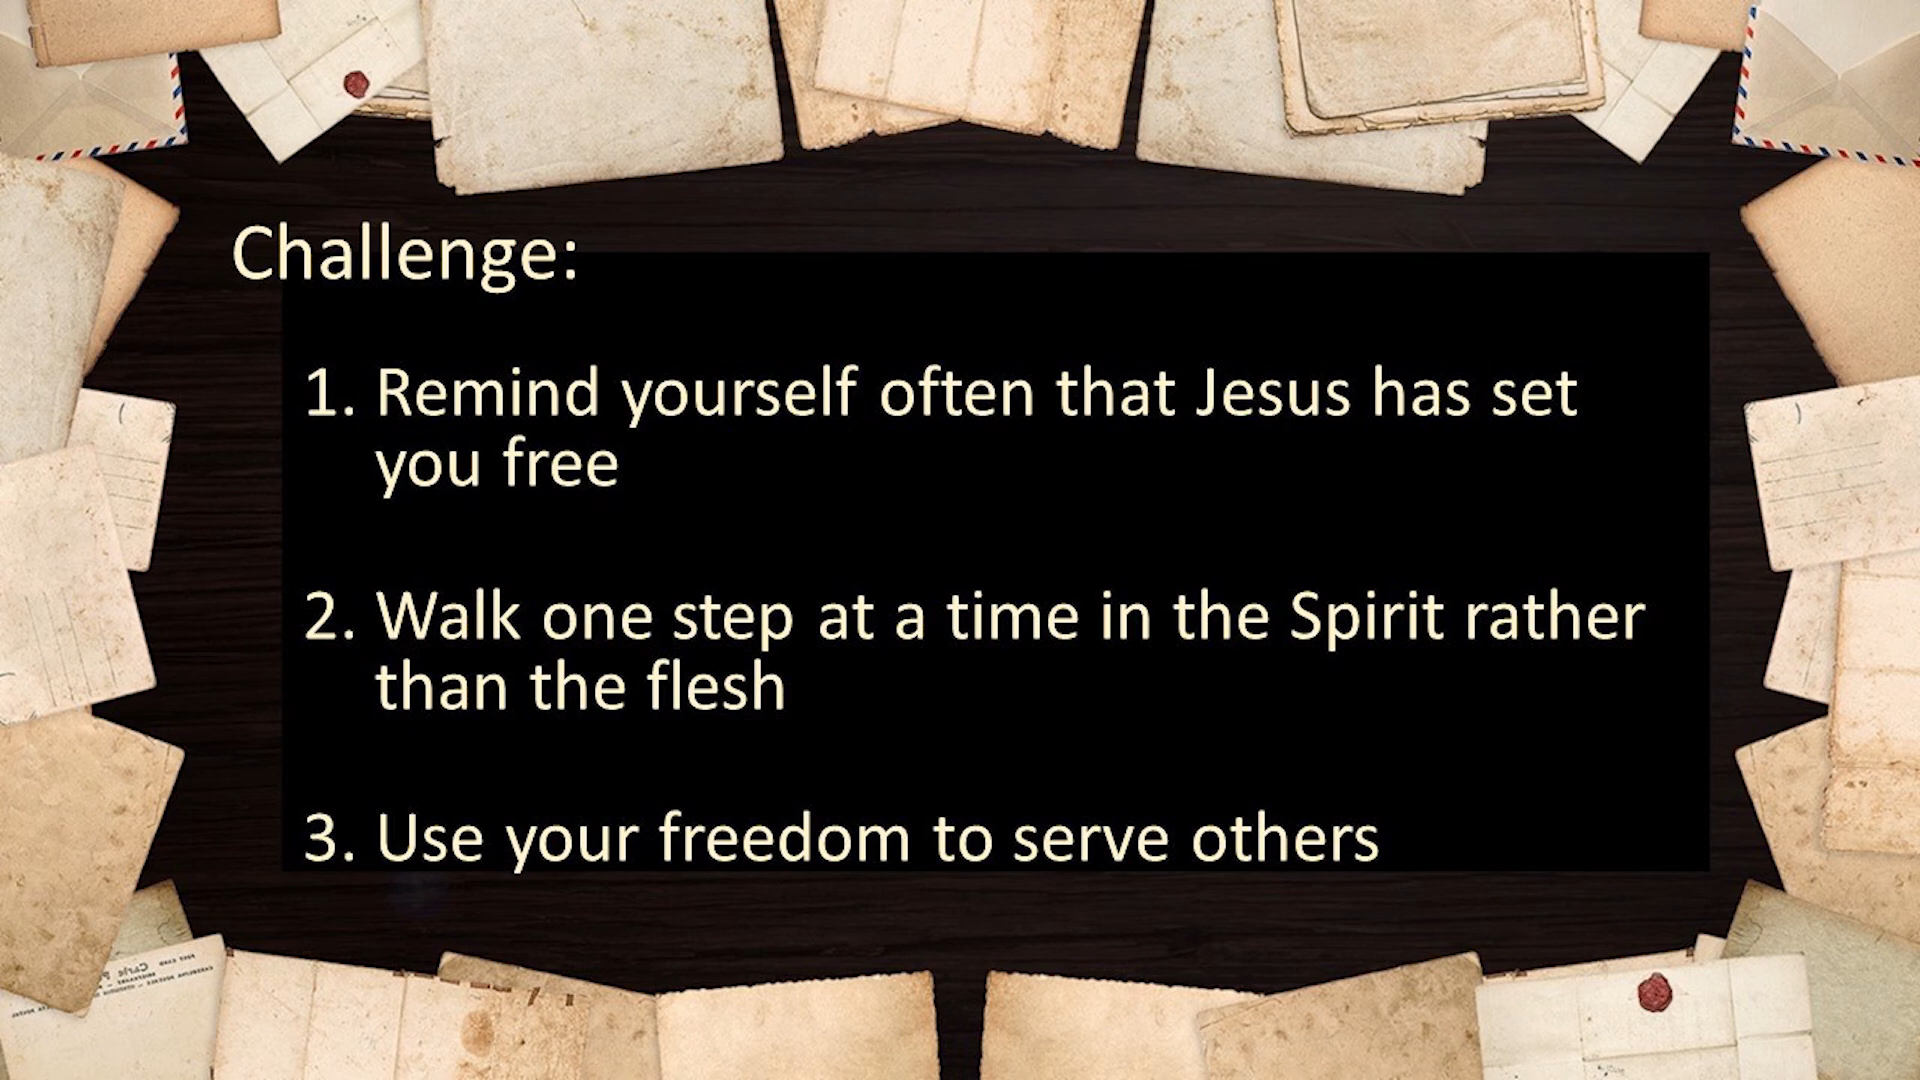 Challenge:
1. Remind yourself often that Jesus has set
you free
2. Walk one step at a time in the Spirit rather
than the flesh
3. Use your freedom to serve others